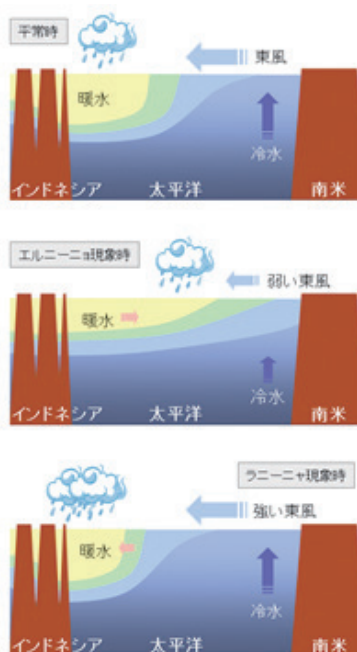 平常時
東風
暖水
冷水
インドネシア 太平洋 南米
エルニーニョ現象時
弱い東風
暖水
冷水
インドネシア 太平洋 南米
ラニーニャ現象時
強い東風
暖水
冷水
インドネシア 太平洋 南米